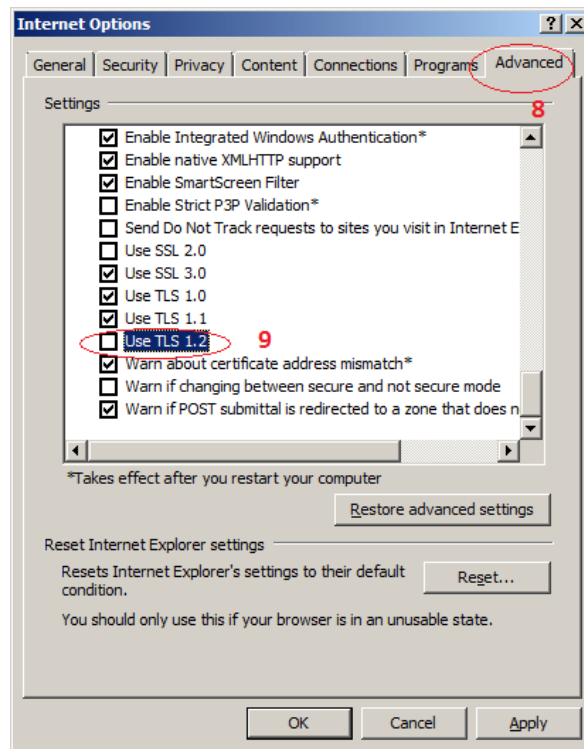 Internet Options
General Security Privacy Content Connections Programs Advanced
8
Settings
Enable Integrated Windows Authentication*
Enable native XMLHTTP support
Enable SmartScreen Filter
Enable Strict P3P Validation*
Send Do Not Track requests to sites you visit in Internet E
Use SSL 2.0
Use SSL 3.0
Use TLS 1.0
Use TLS 1.1
Use TLS 1.2 9
Warn about certificate address mismatch*
Warn if changing between secure and not secure mode
Warn if POST submittal is redirected to a zone that does n
*Takes effect after you restart your computer
Restore advanced settings
Reset Internet Explorer settings
Resets Internet Explorer's settings to their default
condition.
Reset...
You should only use this if your browser is in an unusable state.
OK Cancel Apply